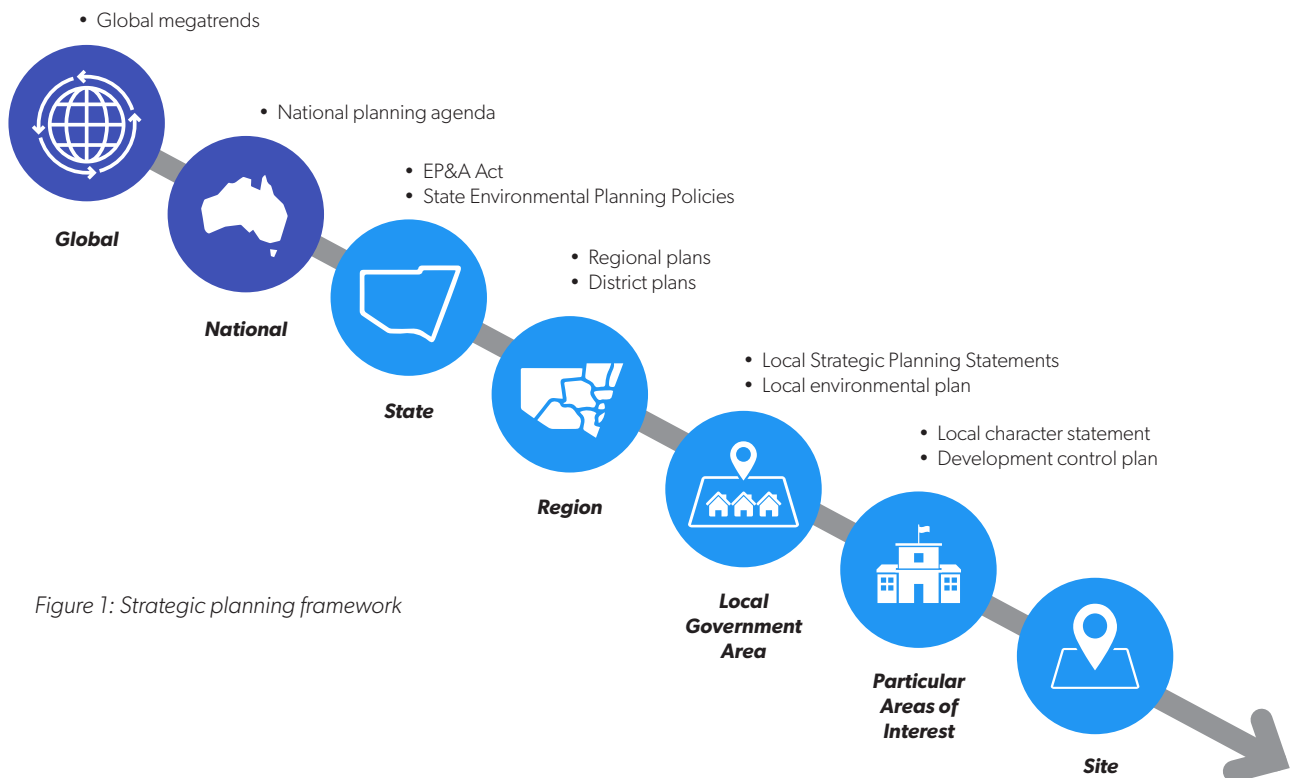 • Global megatrends
Global
• National planning agenda
National
• EP&A Act
• State Environmental Planning Policies
State
• Regional plans
• District plans
Region
• Local Strategic Planning Statements
• Local environmental plan
Local
Government
Area
• Local character statement
• Development control plan
Particular
Areas of
Interest
Site
Figure 1: Strategic planning framework